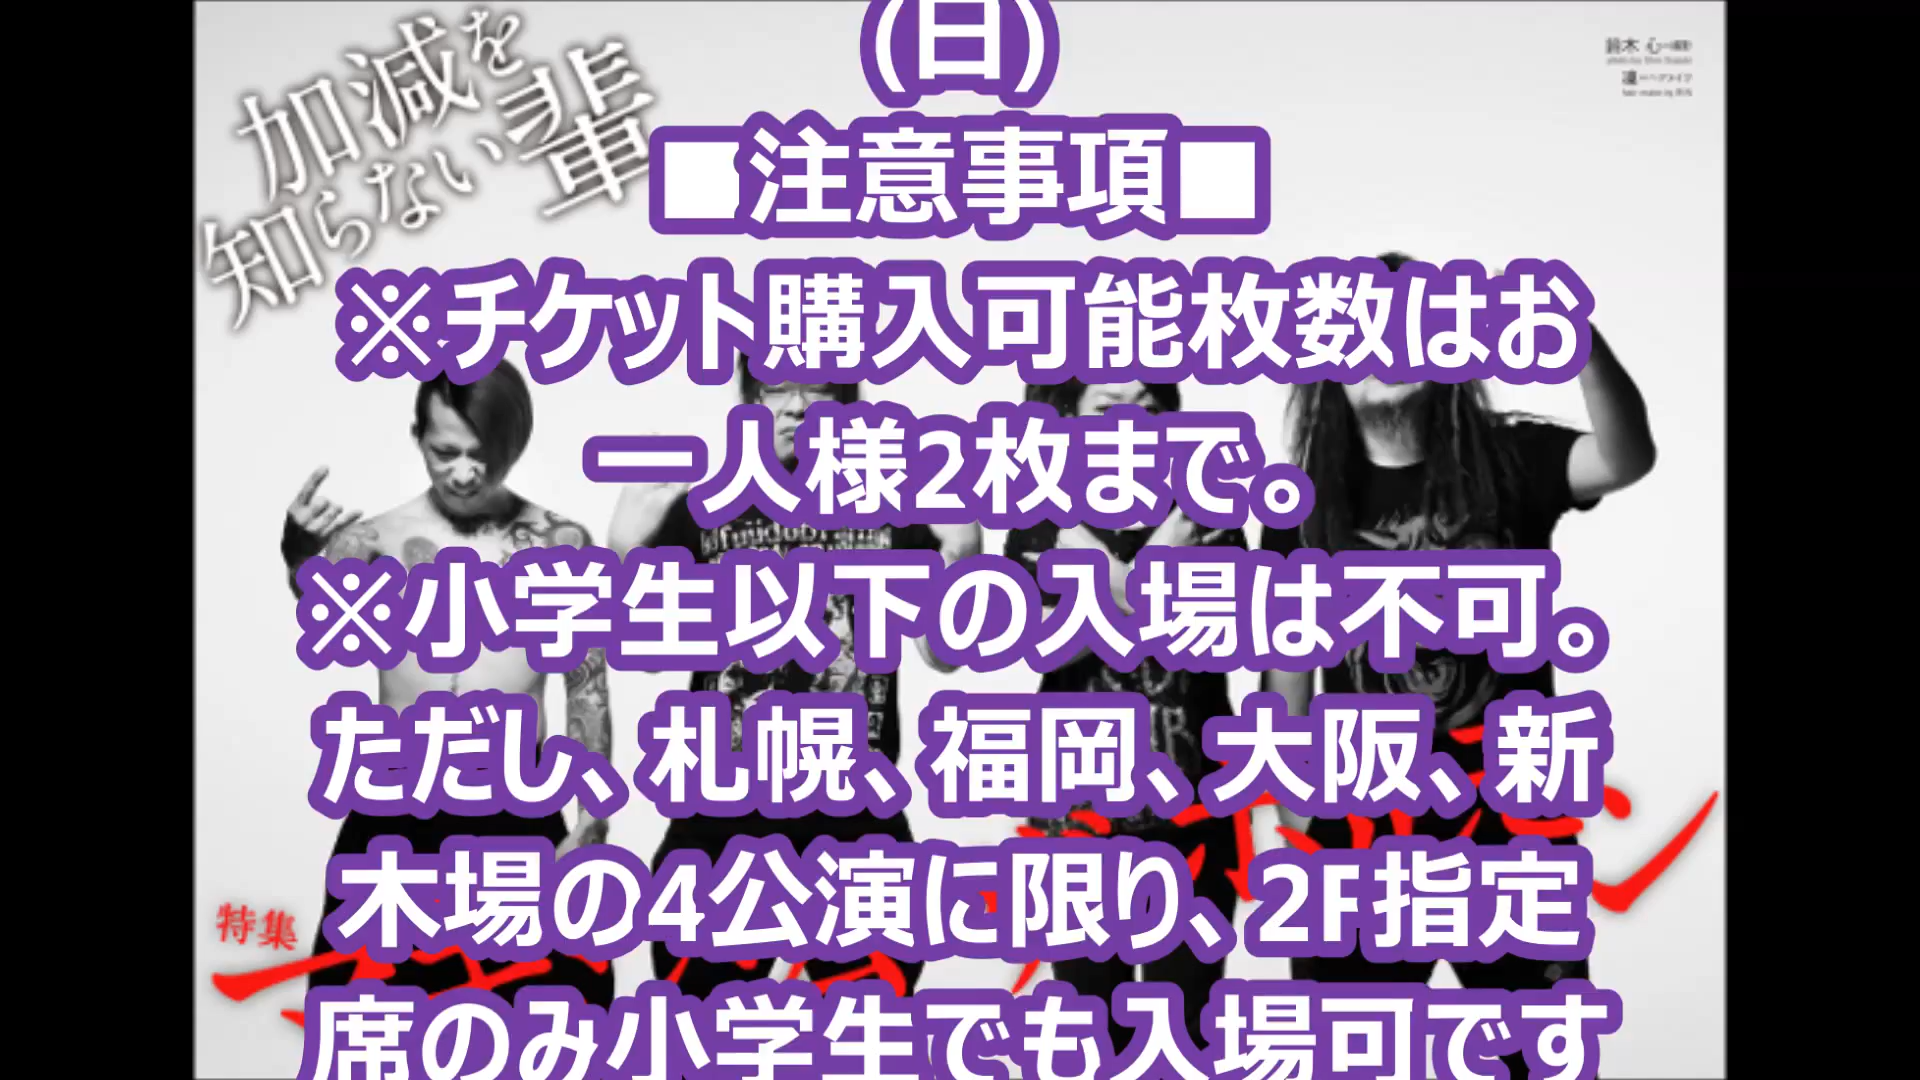 加減を
知らない輩
鈴木 心
(日)
■注意事項■
※チケット購入可能枚数はお
一人様2枚まで。
※小学生以下の入場は不可。
ただし、札幌、福岡、大阪、新
木場の4公演に限り、2F指定
席のみ小学生でも入場可です
特集